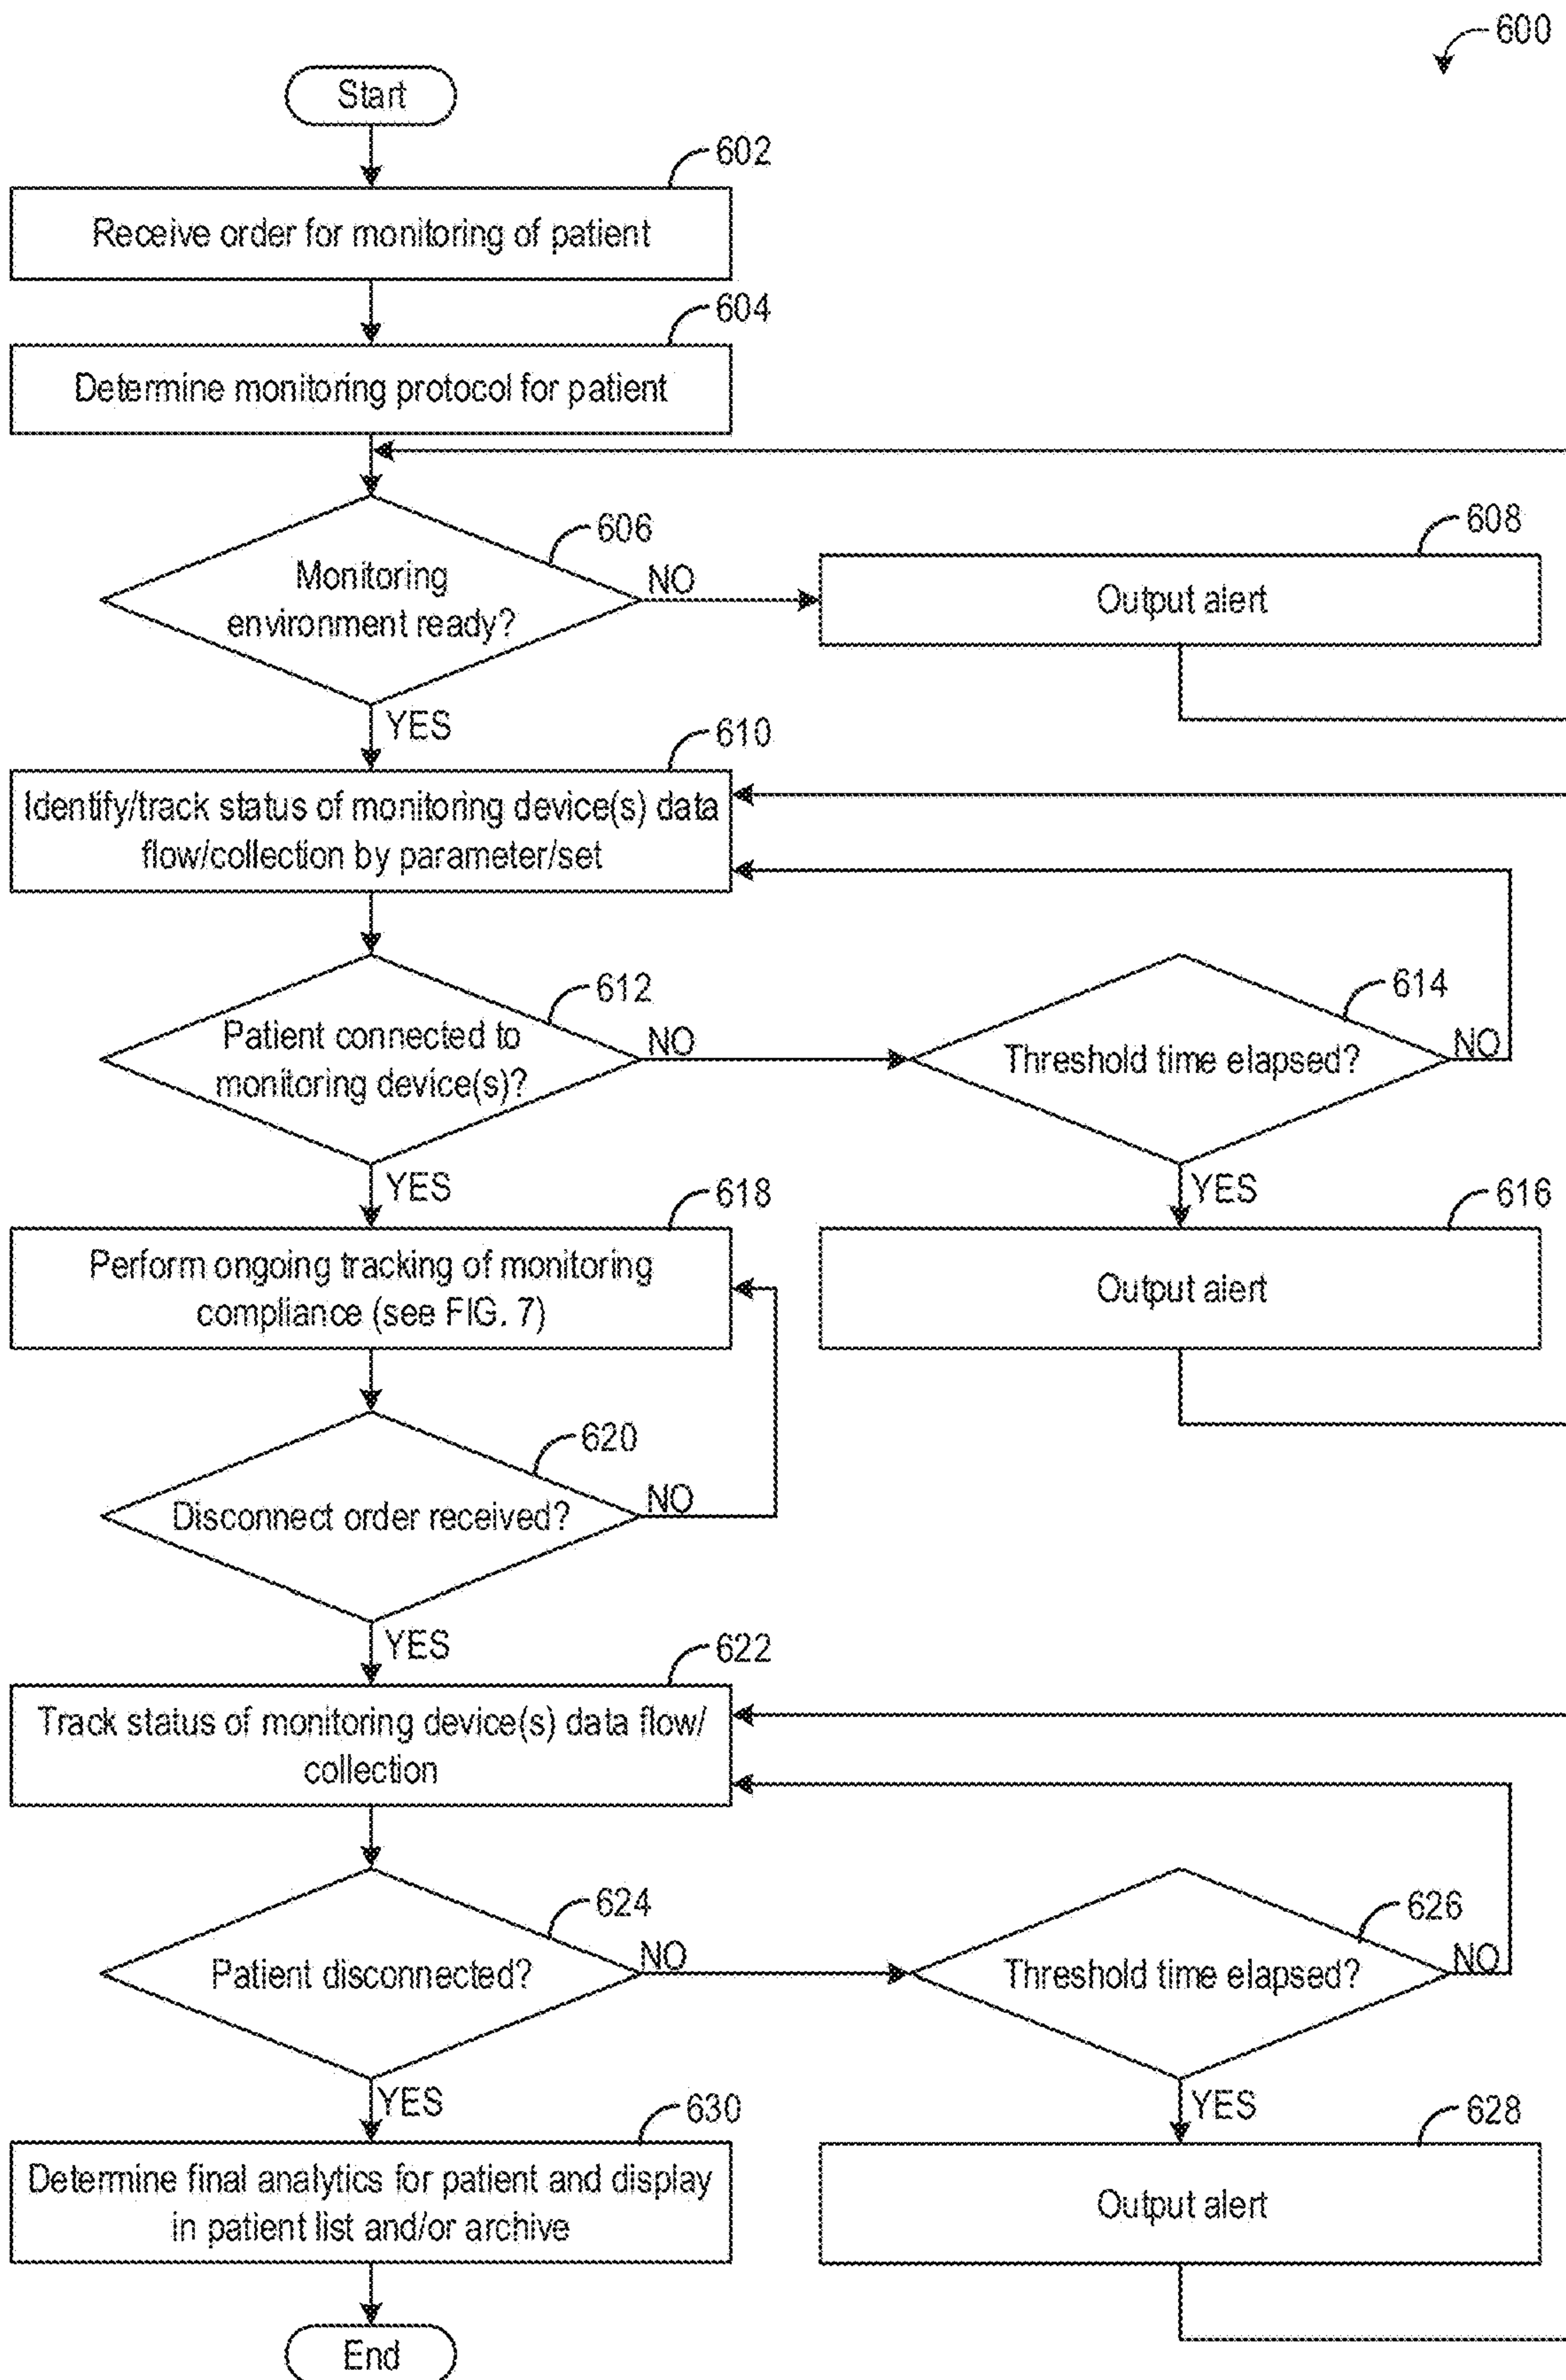 600
Start
602
Receive order for monitoring of patient
604
Determine monitoring protocol for patient
606
Monitoring
environment ready?
NO
608
Output alert
YES
610
Identify/track status of monitoring device(s) data
flow/collection by parameter/set
612
Patient connected to
monitoring device(s)?
NO
614
Threshold time elapsed?
NO
YES
YES
616
Output alert
618
Perform ongoing tracking of monitoring
compliance (see FIG. 7)
620
Disconnect order received?
NO
YES
622
Track status of monitoring device(s) data flow/
collection
624
Patient disconnected?
NO
626
Threshold time elapsed?
NO
YES
YES
628
Output alert
630
Determine final analytics for patient and display
in patient list and/or archive
End